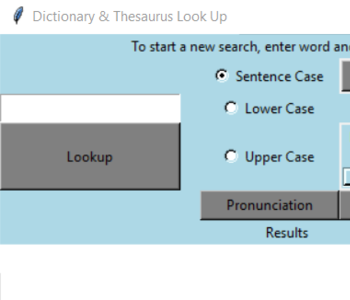 Dictionary & Thesaurus Look Up
To start a new search, enter word
Sentence Case
Lower Case
Lookup
Upper Case
Pronunciation
Results